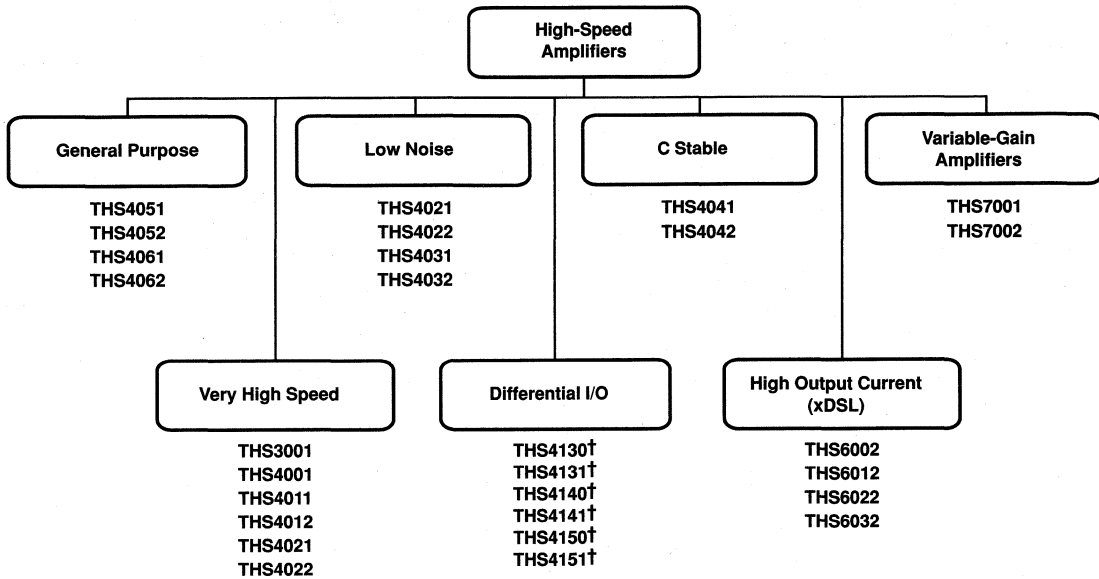 High-Speed
Amplifiers
General Purpose
THS4051
THS4052
THS4061
THS4062
Low Noise
THS4021
THS4022
THS4031
THS4032
C Stable
THS4041
THS4042
Variable-Gain
Amplifiers
THS7001
THS7002
Very High Speed
THS3001
THS4001
THS4011
THS4012
THS4021
THS4022
Differential I/O
THS4130†
THS4131†
THS4140†
THS4141†
THS4150†
THS4151†
High Output Current
(xDSL)
THS6002
THS6012
THS6022
THS6032